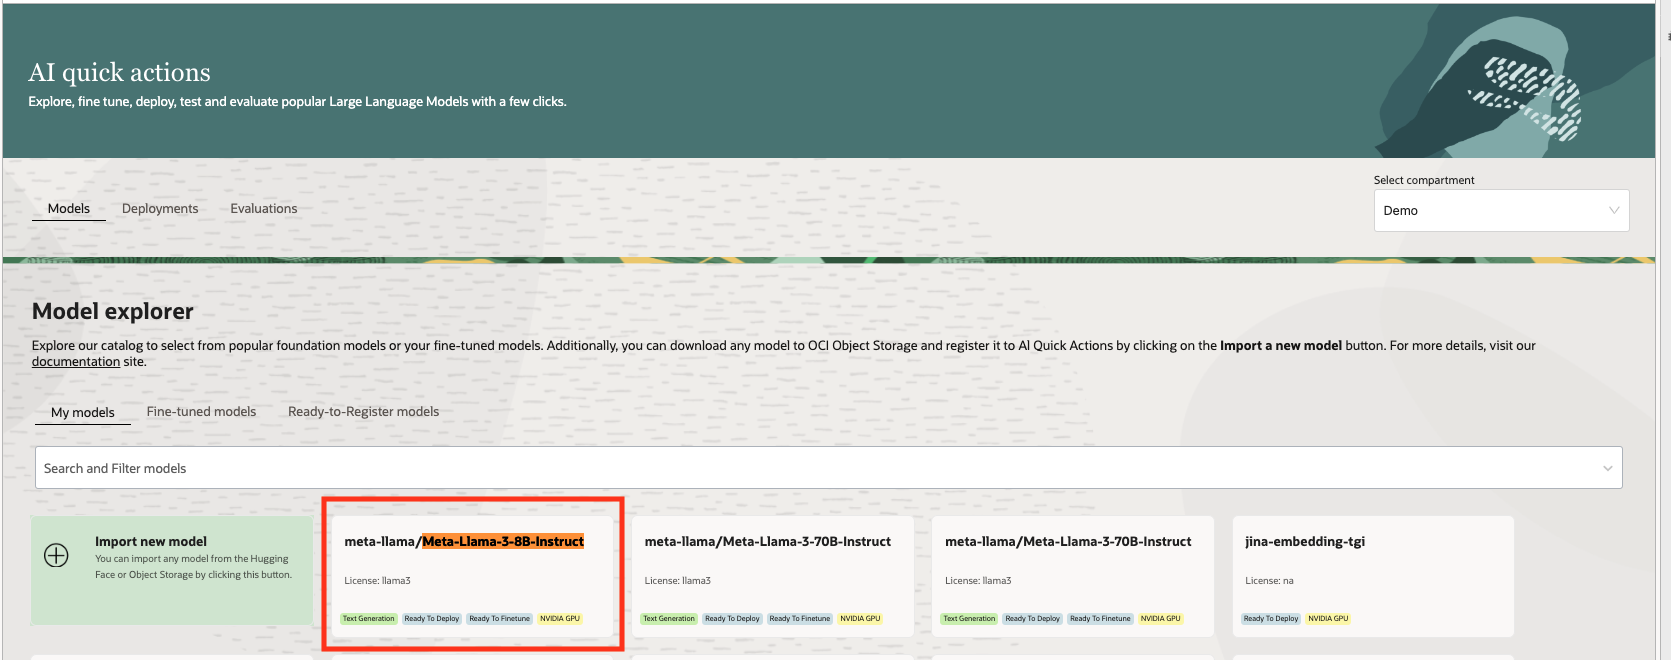 AI quick actions
Explore, fine tune, deploy, test and evaluate popular Large Language Models with a few clicks.
Select compartment
Models Deployments Evaluations
Demo
Model explorer
Explore our catalog to select from popular foundation models or your fine-tuned models. Additionally, you can download any model to OCI Object Storage and register it to AI Quick Actions by clicking on the Import a new model button. For more details, visit our
documentation site.
My models Fine-tuned models Ready-to-Register models
Search and Filter models
Import new model
You can import any model from the Hugging
Face or Object Storage by clicking this button.
meta-llama/Meta-Llama-3-8B-Instruct
License: llama3
Text Generation Ready To Deploy Ready To Finetune NVIDIA GPU
meta-llama/Meta-Llama-3-70B-Instruct
License: llama3
Text Generation Ready To Deploy Ready To Finetune NVIDIA GPU
meta-llama/Meta-Llama-3-70B-Instruct
License: llama3
Text Generation Ready To Deploy Ready To Finetune NVIDIA GPU
jina-embedding-tgi
License: na
Ready To Deploy NVIDIA GPU